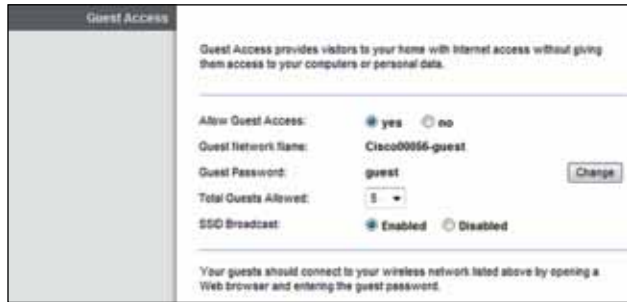 Guest Access
Guest Access provides visitors to your home with Internet access without giving
them access to your computers or personal data.
Allow Guest Access: yes no
Guest Network Name: Cisco00056-guest
Guest Password: guest Change
Total Guests Allowed: 5
SSID Broadcast: Enabled Disabled
Your guests should connect to your wireless network listed above by opening a
Web browser and entering the guest password.